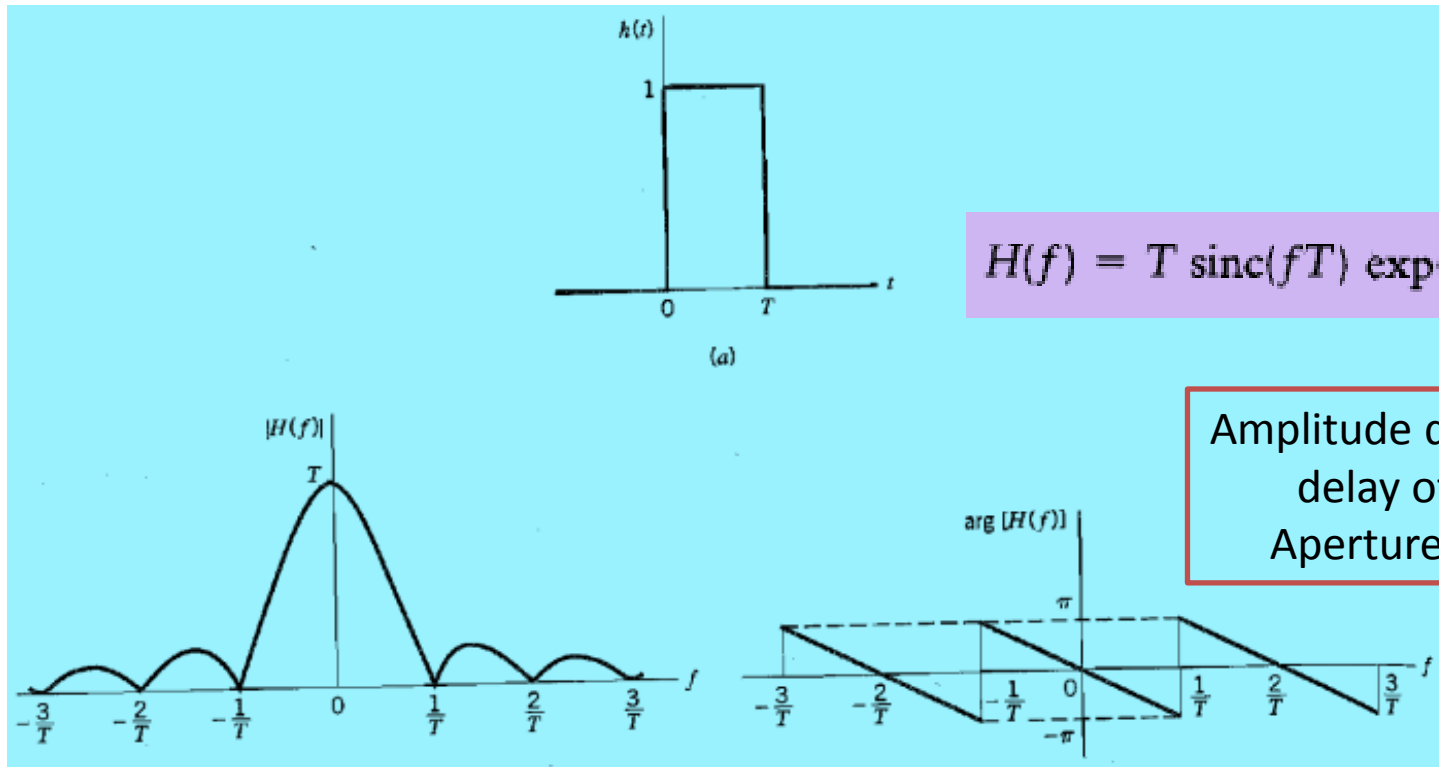 h(t)
1
0 T t
(a)
H(f) = T sinc(fT) exp
Amplitude
delay
Aperture
|H(f)|
T
f
-3/T -2/T -1/T 0 1/T 2/T 3/T
arg [H(f)]
π
f
-3/T -2/T -1/T 0 1/T 2/T 3/T
-π